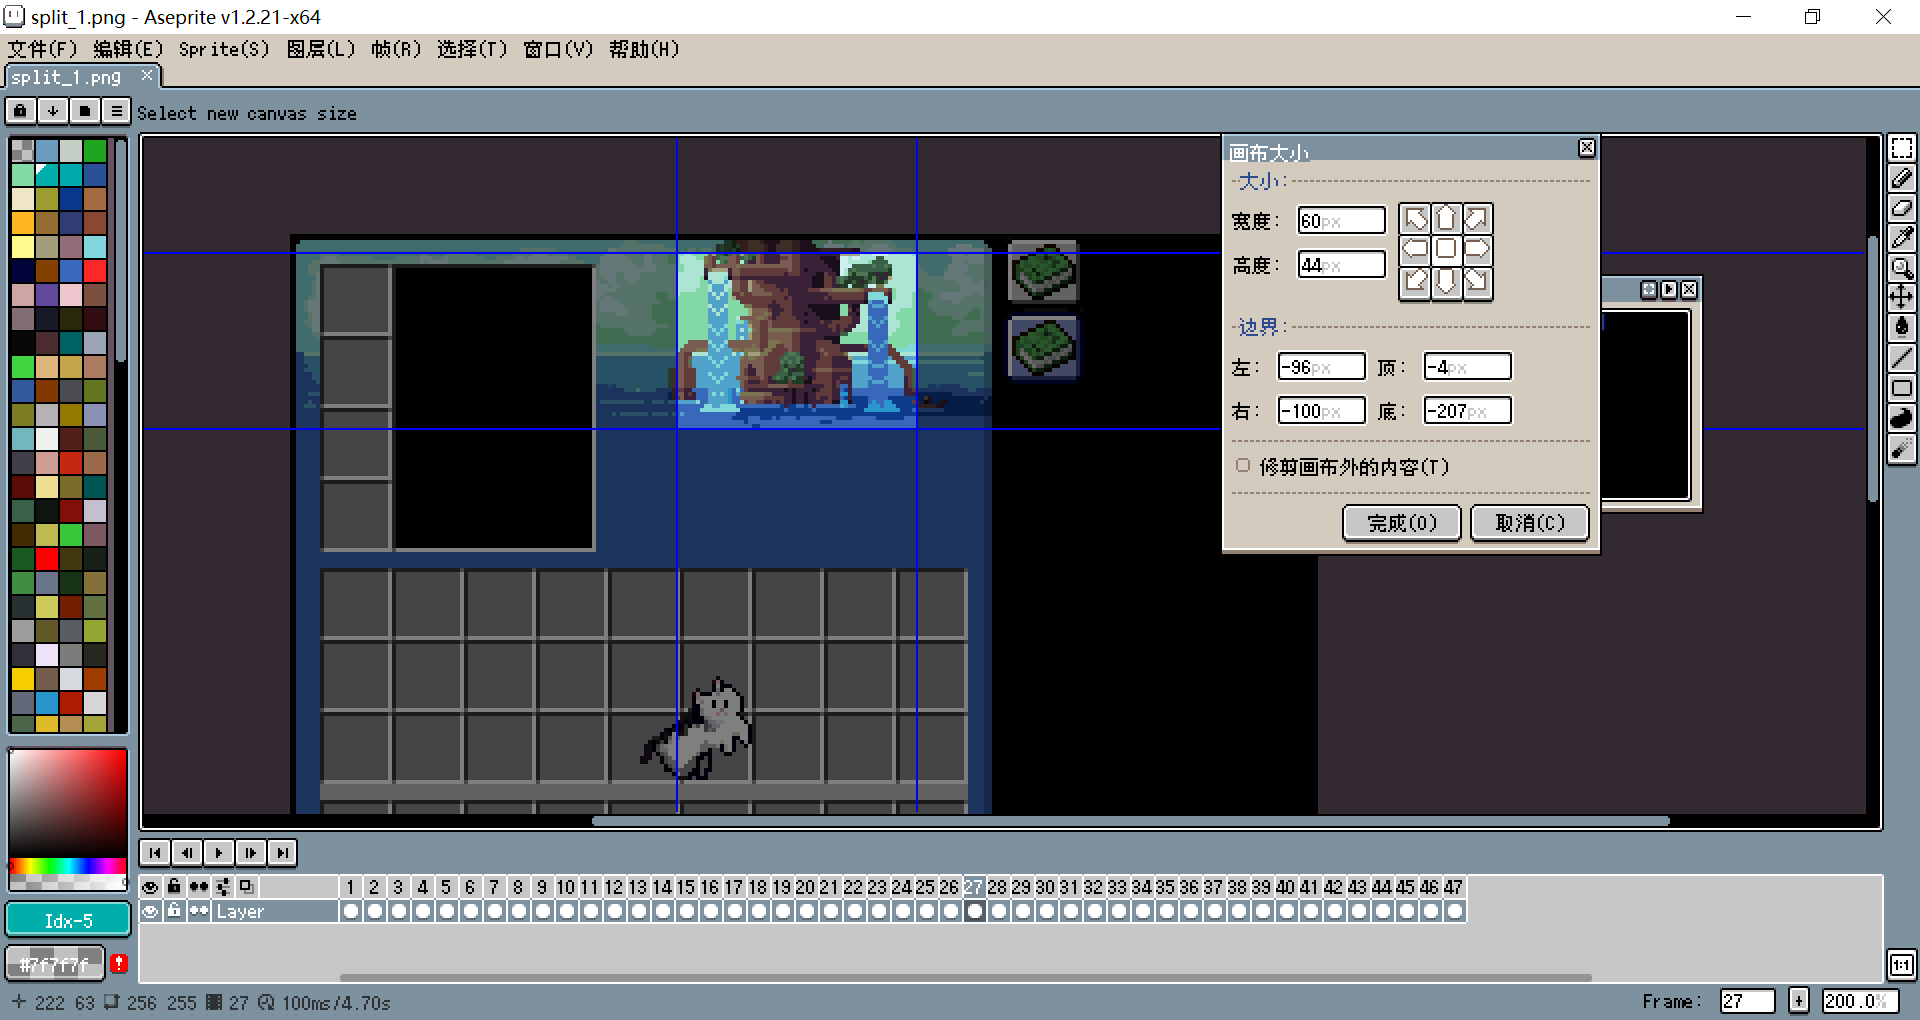 split_1.png - Aseprite v1.2.21-x64
文件(F) 编辑(E) Sprite(S) 图层(L) 帧(R) 选择(T) 窗口(V) 帮助(H)
split_1.png
Select new canvas size
画布大小
大小:
宽度: 60px
高度: 44px
边界:
左: -96px 顶: -4px
右: -100px 底: -207px
修剪画布外的内容(T)
完成(O) 取消(C)
1 2 3 4 5 6 7 8 9 10 11 12 13 14 15 16 17 18 19 20 21 22 23 24 25 26 27 28 29 30 31 32 33 34 35 36 37 38 39 40 41 42 43 44 45 46 47
Layer
Idx-5
#7f7f7f
1:1
222 63 256 255 27 100ms/4.70s
Frame: 27 + 200.0%